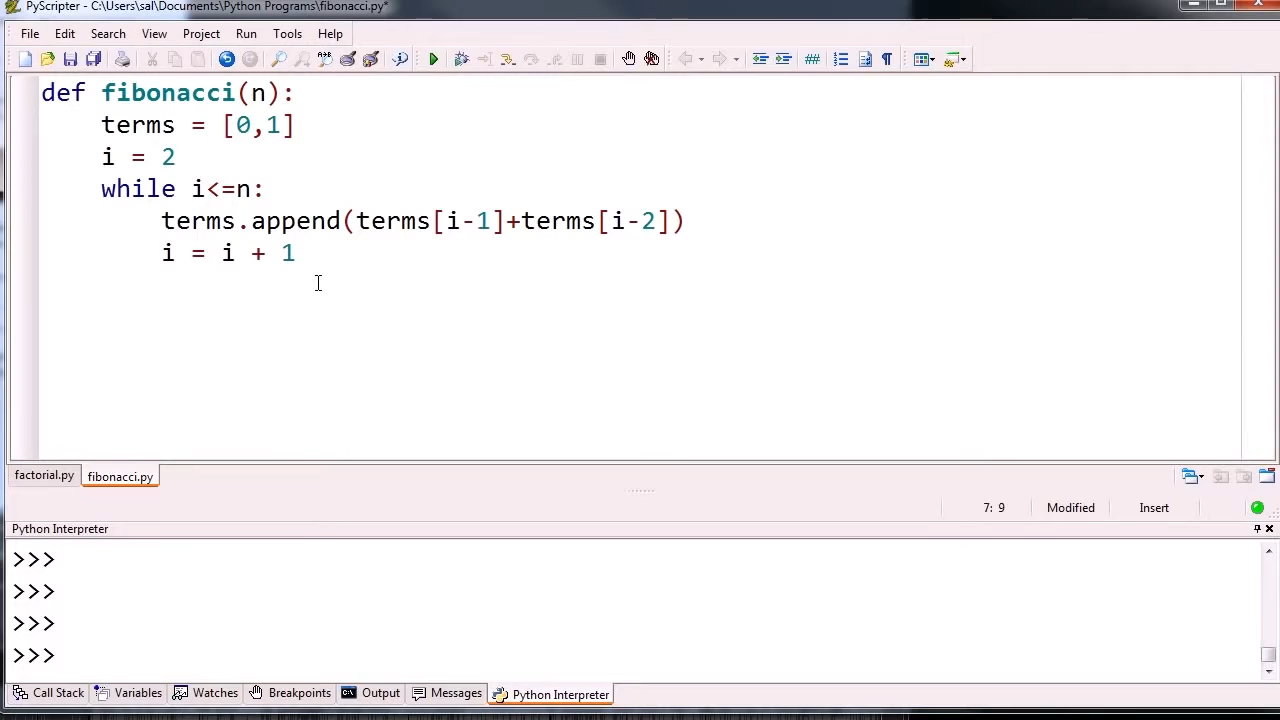 PyScripter - C:\Users\sal\Documents\Python Programs\fibonacci.py*
File Edit Search View Project Run Tools Help
def fibonacci(n):
    terms = [0,1]
    i = 2
    while i<=n:
        terms.append(terms[i-1]+terms[i-2])
        i = i + 1
factorial.py fibonacci.py
7: 9 Modified Insert
Python Interpreter
>>>
>>>
>>>
>>>
Call Stack Variables Watches Breakpoints Output Messages Python Interpreter